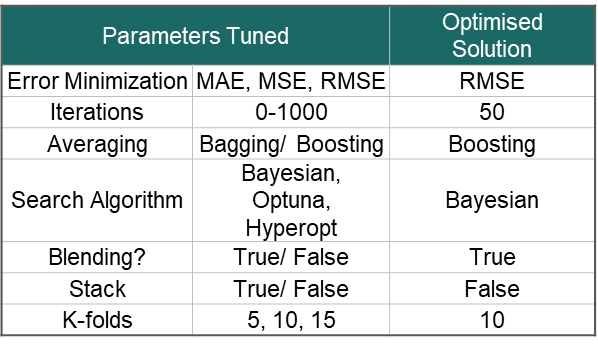 Parameters Tuned Optimised
Solution
Error Minimization MAE, MSE, RMSE RMSE
Iterations 0-1000 50
Averaging Bagging/ Boosting Boosting
Search Algorithm Bayesian,
Optuna,
Hyperopt Bayesian
Blending? True/ False True
Stack True/ False False
K-folds 5, 10, 15 10